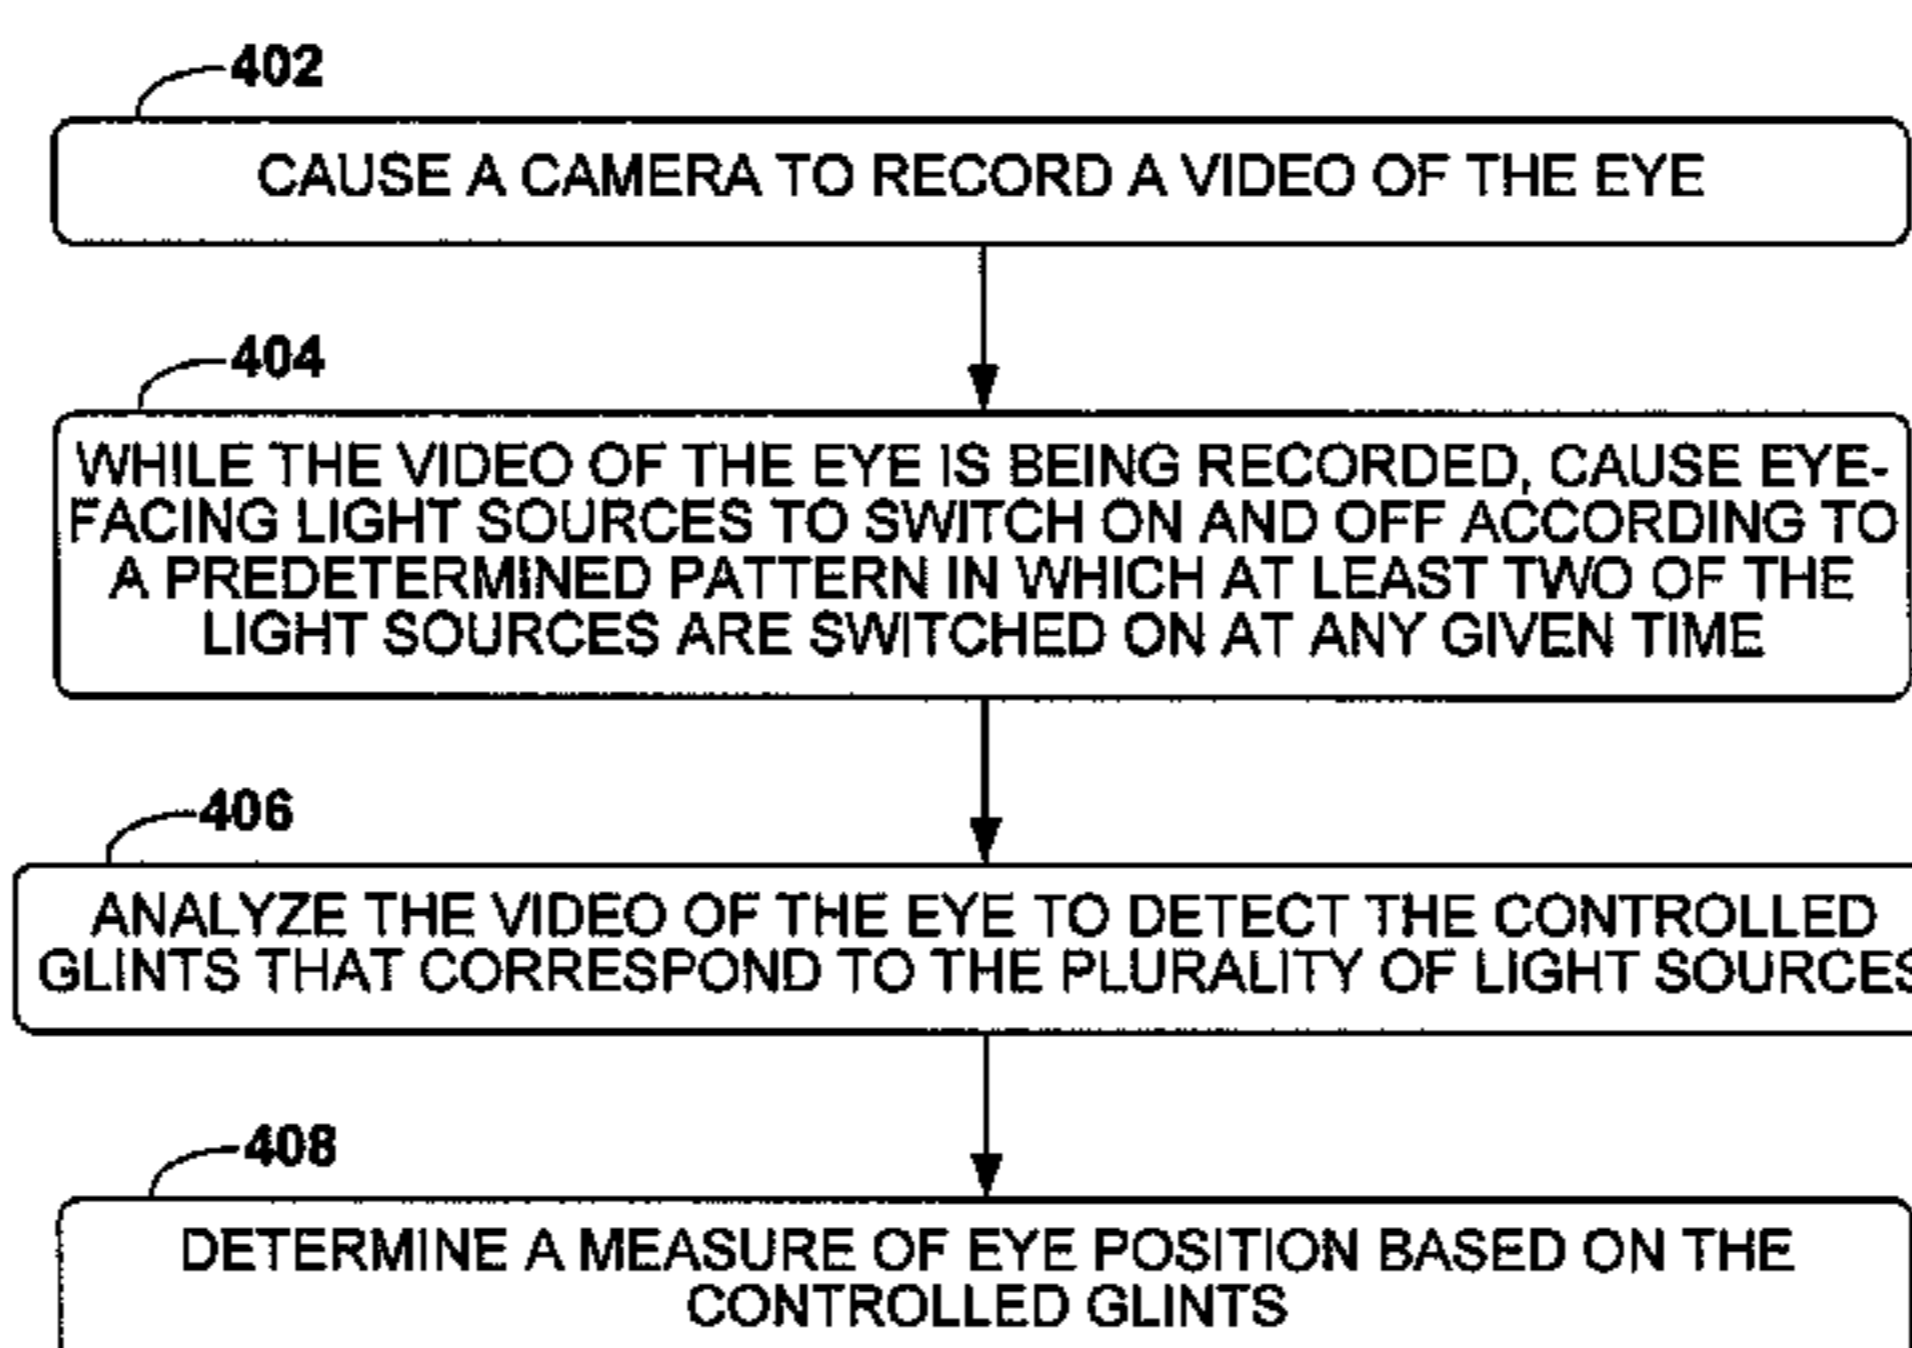 402
CAUSE A CAMERA TO RECORD A VIDEO OF THE EYE
404
WHILE THE VIDEO OF THE EYE IS BEING RECORDED, CAUSE EYE-
FACING LIGHT SOURCES TO SWITCH ON AND OFF ACCORDING TO
A PREDETERMINED PATTERN IN WHICH AT LEAST TWO OF THE
LIGHT SOURCES ARE SWITCHED ON AT ANY GIVEN TIME
406
ANALYZE THE VIDEO OF THE EYE TO DETECT THE CONTROLLED
GLINTS THAT CORRESPOND TO THE PLURALITY OF LIGHT SOURCES
408
DETERMINE A MEASURE OF EYE POSITION BASED ON THE
CONTROLLED GLINTS